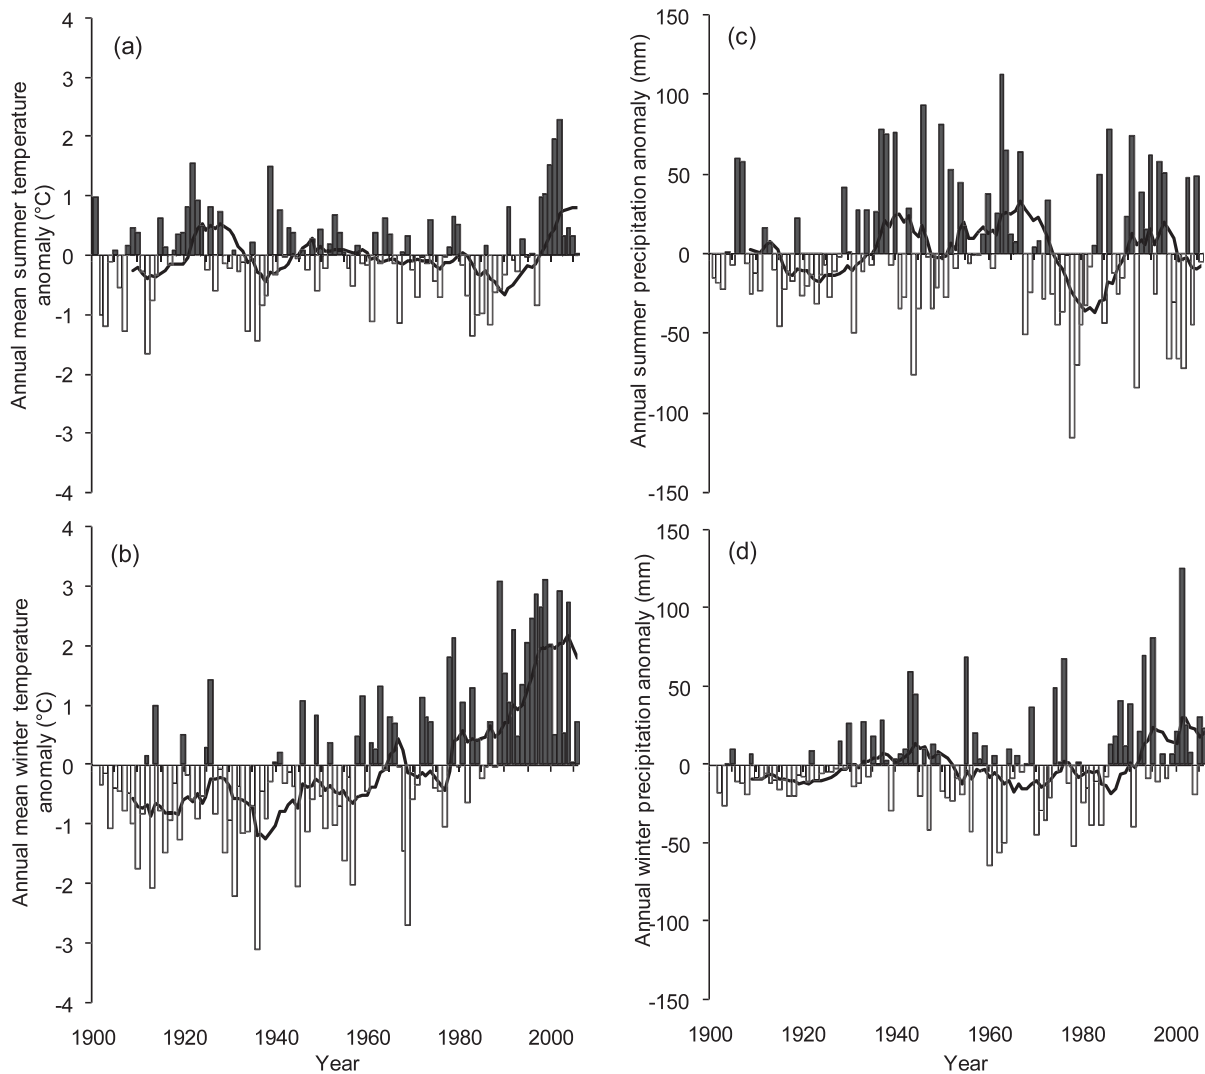 (a)
Annual mean summer temperature
anomaly (°C)
4
3
2
1
0
-1
-2
-3
-4
(c)
Annual summer precipitation anomaly (mm)
150
100
50
0
-50
-100
-150
(b)
Annual mean winter temperature
anomaly (°C)
4
3
2
1
0
-1
-2
-3
-4
1900 1920 1940 1960 1980 2000
Year
(d)
Annual winter precipitation anomaly (mm)
150
100
50
0
-50
-100
-150
1900 1920 1940 1960 1980 2000
Year